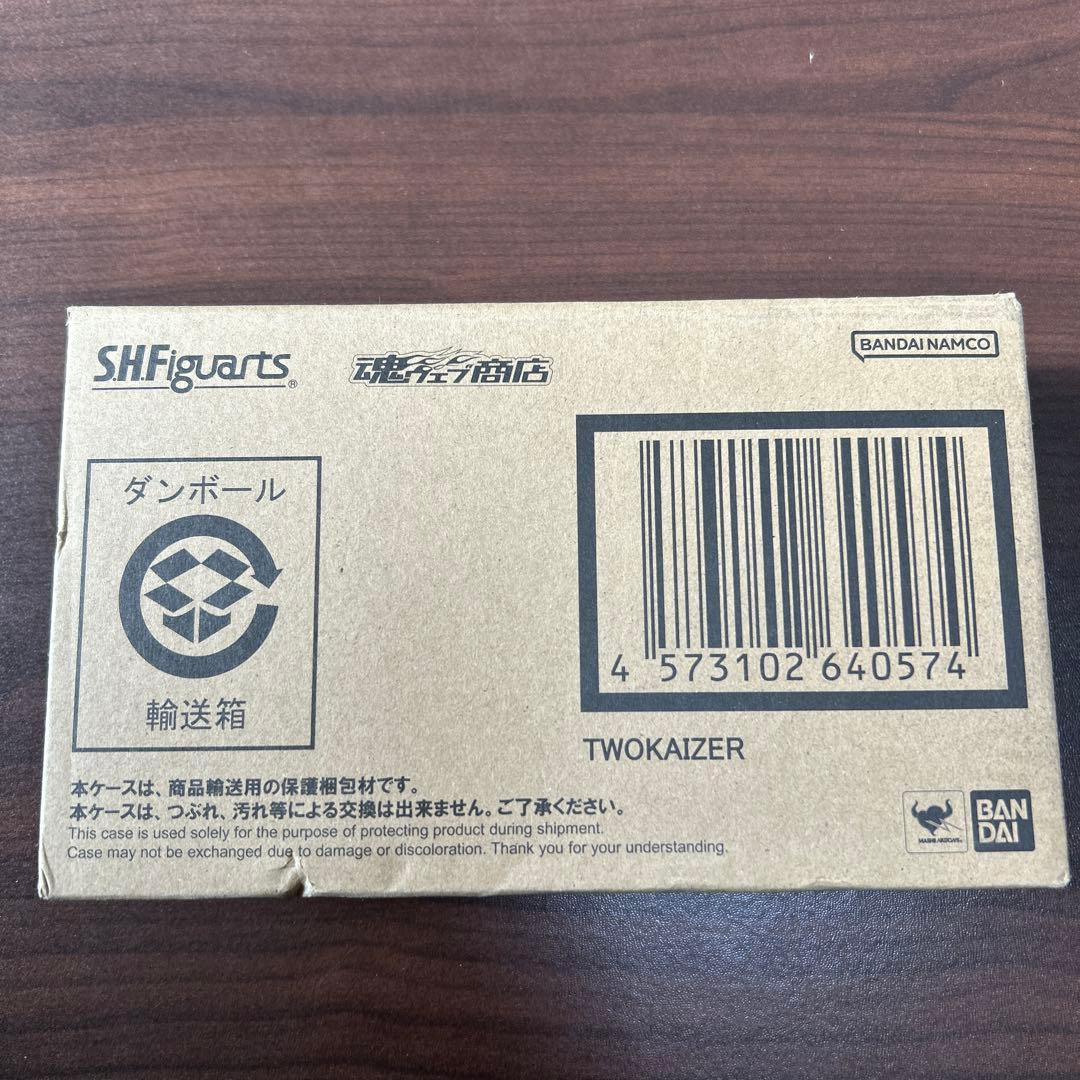 S.H.Figuarts®
魂ウェブ商店
BANDAI NAMCO
ダンボール
輸送箱
4 573102 640574
TWOKAIZER
本ケースは、商品輸送用の保護梱包材です。
本ケースは、つぶれ、汚れ等による交換は出来ません。ご了承ください。
This case is used solely for the purpose of protecting product during shipment.
Case may not be exchanged due to damage or discoloration. Thank you for your understanding.
BAN
DAI